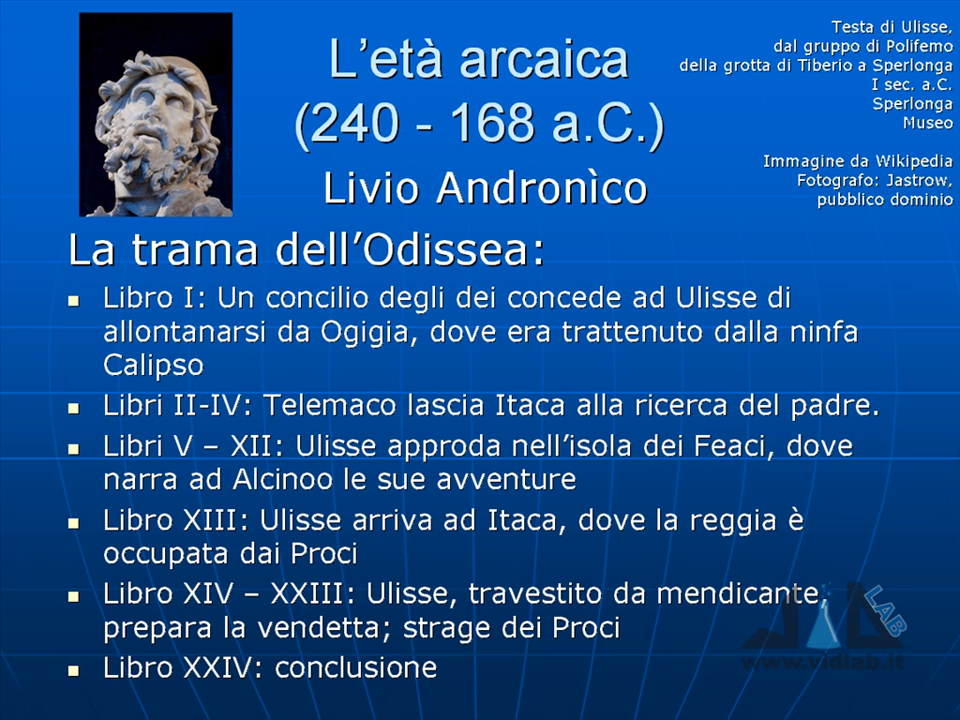 L'età arcaica
(240 - 168 a.C.)
Livio Andronìco
Testa di Ulisse,
dal gruppo di Polifemo
della grotta di Tiberio a Sperlonga
I sec. a.C.
Sperlonga
Museo
Immagine da Wikipedia
Fotografo: Jastrow,
pubblico dominio
La trama dell'Odissea:
Libro I: Un concilio degli dei concede ad Ulisse di
allontanarsi da Ogigia, dove era trattenuto dalla ninfa
Calipso
Libri II-IV: Telemaco lascia Itaca alla ricerca del padre.
Libri V – XII: Ulisse approda nell'isola dei Feaci, dove
narra ad Alcinoo le sue avventure
Libro XIII: Ulisse arriva ad Itaca, dove la reggia è
occupata dai Proci
Libro XIV – XXIII: Ulisse, travestito da mendicante,
prepara la vendetta; strage dei Proci
Libro XXIV: conclusione
LAB
www.vidlab.it